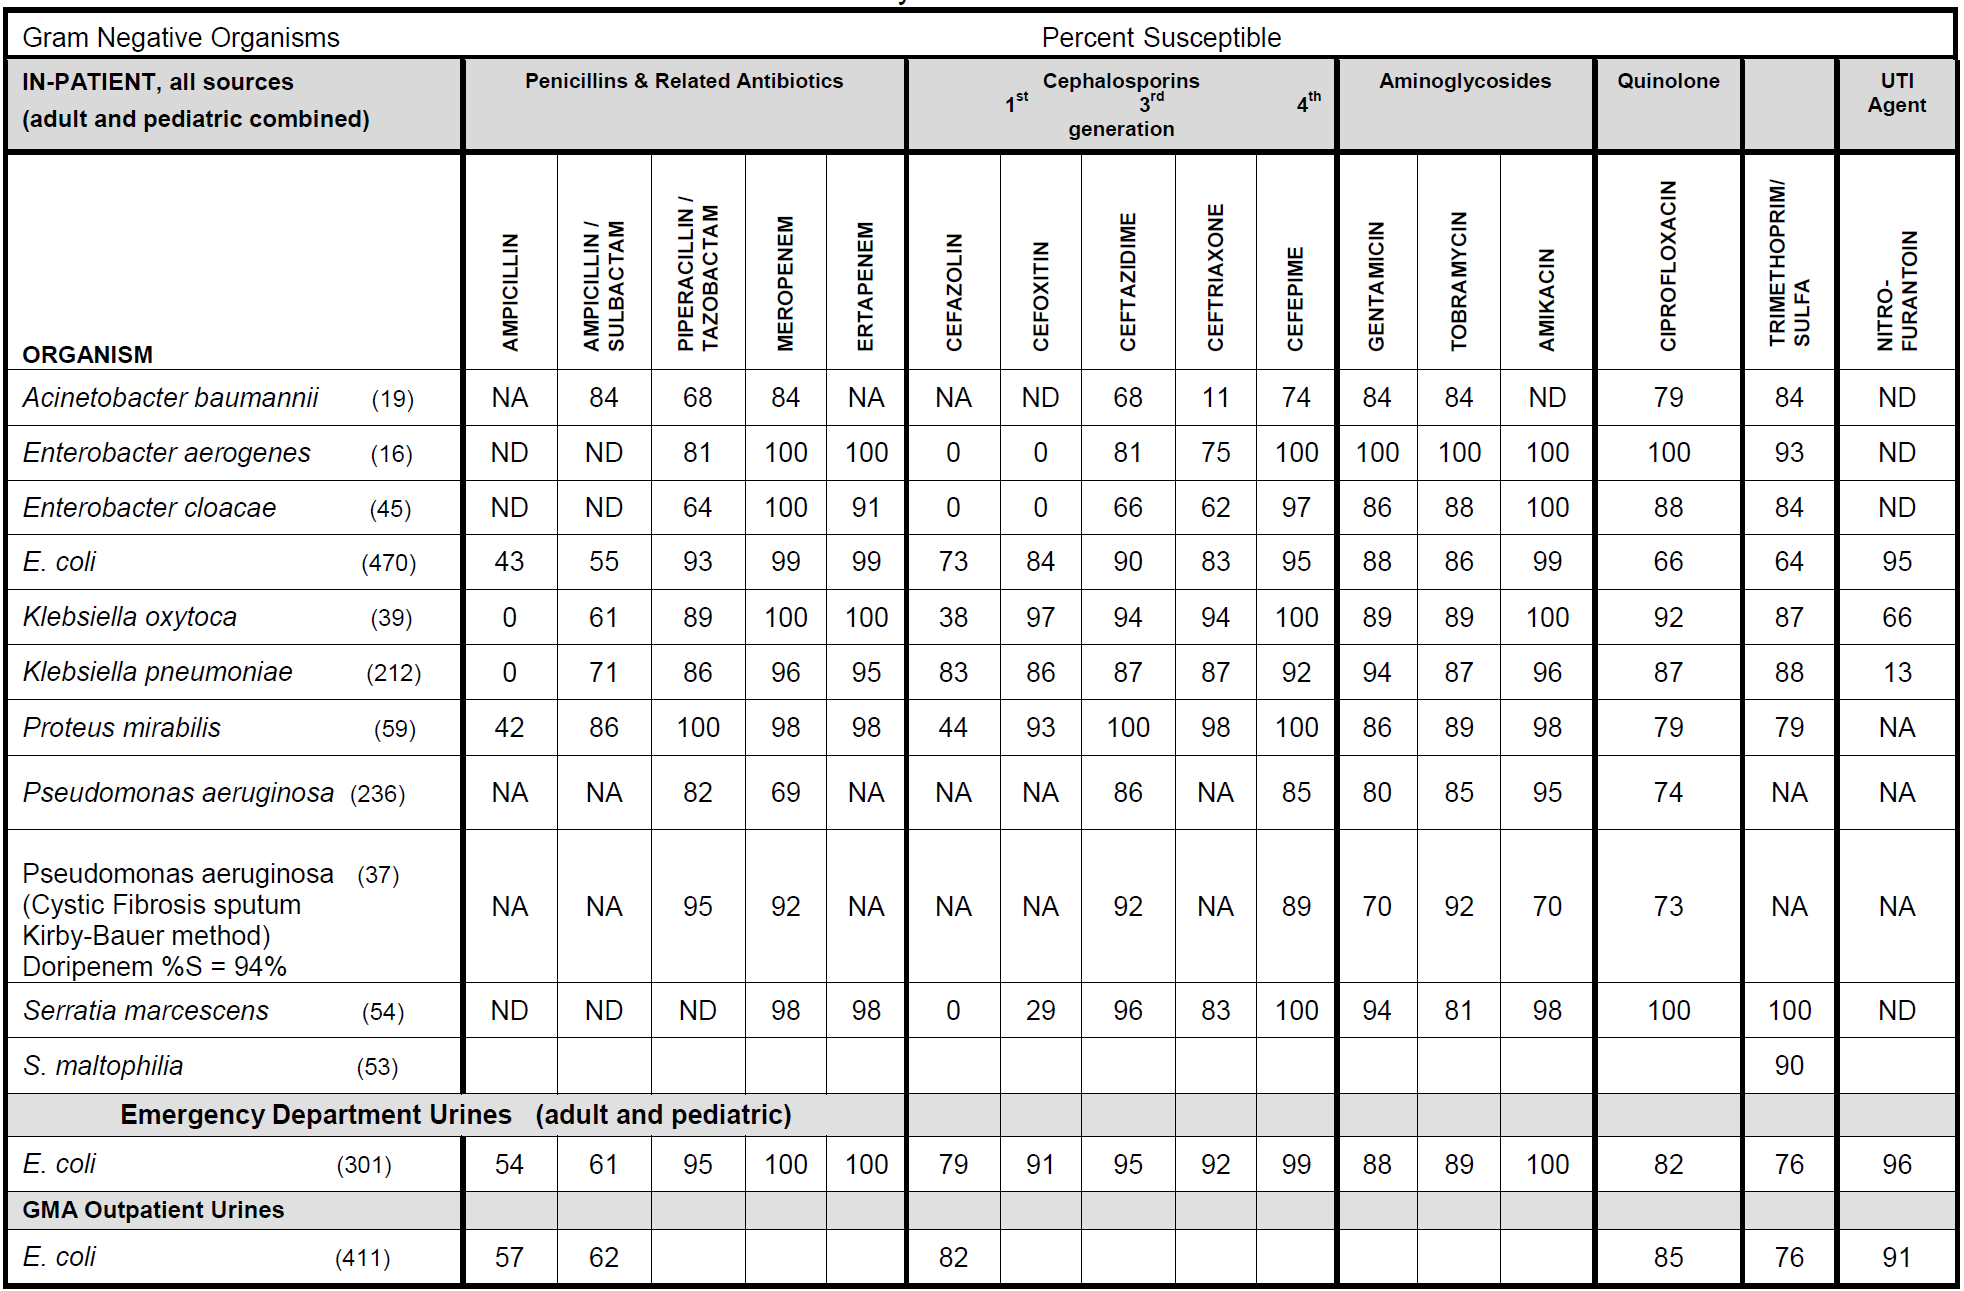 Gram Negative Organisms Percent Susceptible
IN-PATIENT, all sources
(adult and pediatric combined)
Penicillins & Related Antibiotics
Cephalosporins
1st 3rd 4th
generation
Aminoglycosides
Quinolone
UTI
Agent
ORGANISM
AMPICILLIN
AMPICILLIN /
SULBACTAM
PIPERACILLIN /
TAZOBACTAM
MEROPENEM
ERTAPENEM
CEFAZOLIN
CEFOXITIN
CEFTAZIDIME
CEFTRIAXONE
CEFEPIME
GENTAMICIN
TOBRAMYCIN
AMIKACIN
CIPROFLOXACIN
TRIMETHOPRIM/
SULFA
NITRO-
FURANTOIN
Acinetobacter baumannii (19) NA 84 68 84 NA NA ND 68 11 74 84 84 ND 79 84 ND
Enterobacter aerogenes (16) ND ND 81 100 100 0 0 81 75 100 100 100 100 100 93 ND
Enterobacter cloacae (45) ND ND 64 100 91 0 0 66 62 97 86 88 100 88 84 ND
E. coli (470) 43 55 93 99 99 73 84 90 83 95 88 86 99 66 64 95
Klebsiella oxytoca (39) 0 61 89 100 100 38 97 94 94 100 89 89 100 92 87 66
Klebsiella pneumoniae (212) 0 71 86 96 95 83 86 87 87 92 94 87 96 87 88 13
Proteus mirabilis (59) 42 86 100 98 98 44 93 100 98 100 86 89 98 79 79 NA
Pseudomonas aeruginosa (236) NA NA 82 69 NA NA NA 86 NA 85 80 85 95 74 NA NA
Pseudomonas aeruginosa (37)
(Cystic Fibrosis sputum
Kirby-Bauer method)
Doripenem %S = 94%
NA NA 95 92 NA NA NA 92 NA 89 70 92 70 73 NA NA
Serratia marcescens (54) ND ND ND 98 98 0 29 96 83 100 94 81 98 100 100 ND
S. maltophilia (53) 90
Emergency Department Urines (adult and pediatric)
E. coli (301) 54 61 95 100 100 79 91 95 92 99 88 89 100 82 76 96
GMA Outpatient Urines
E. coli (411) 57 62 82 85 76 91